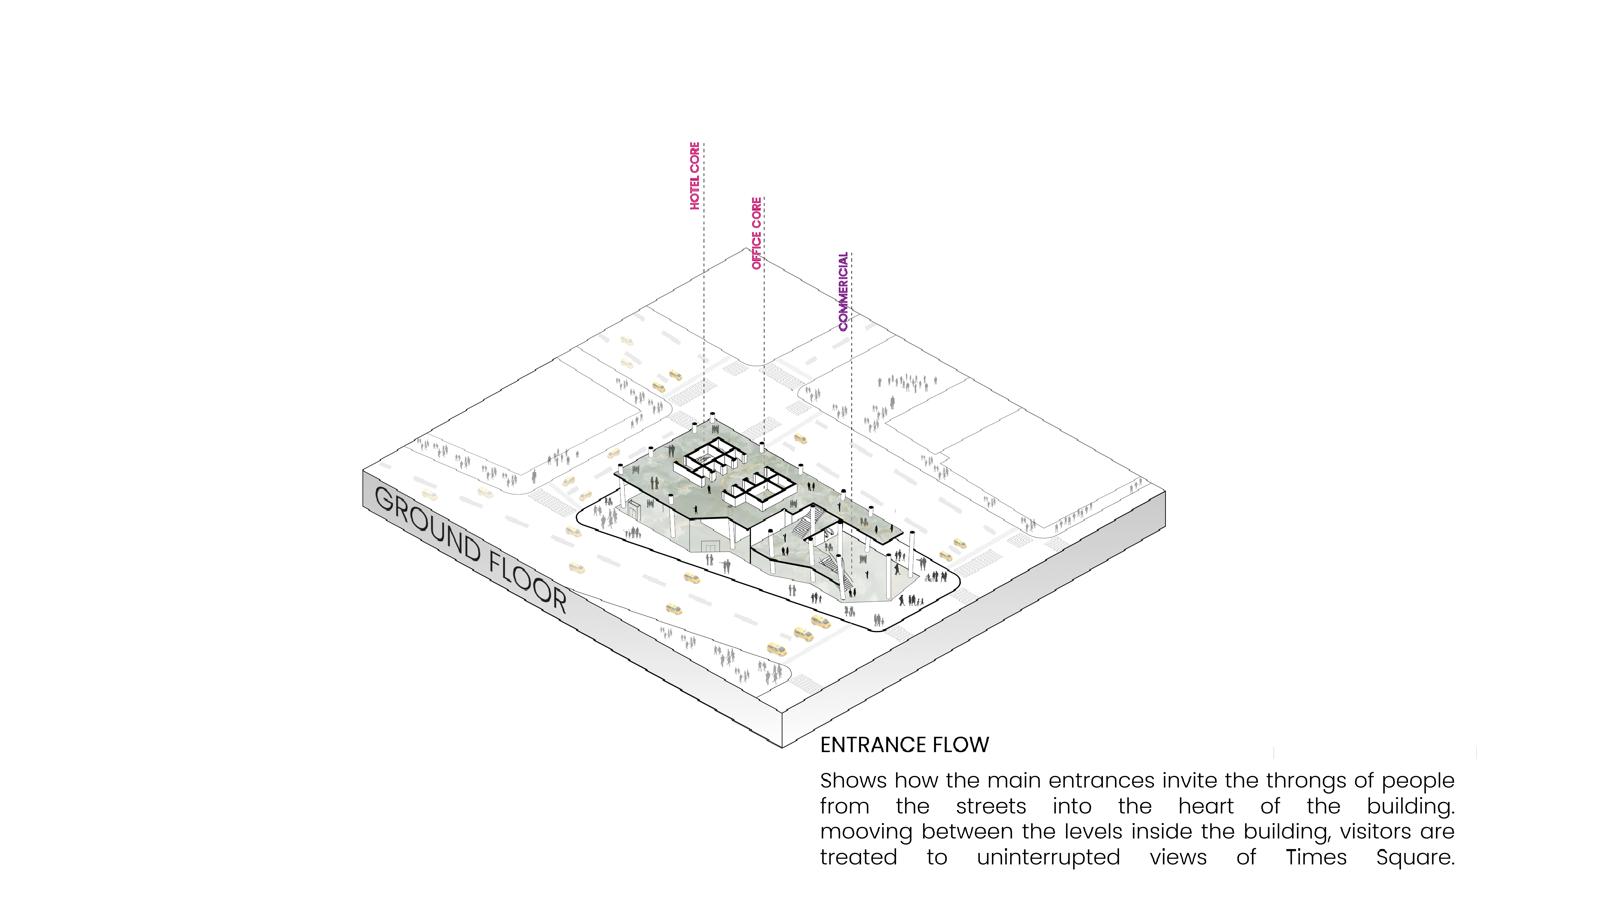 HOTEL CORE
OFFICE CORE
COMMERICIAL
GROUND FLOOR
ENTRANCE FLOW
Shows how the main entrances invite the throngs of people
from the streets into the heart of the building.
mooving between the levels inside the building, visitors are
treated to uninterrupted views of Times Square.